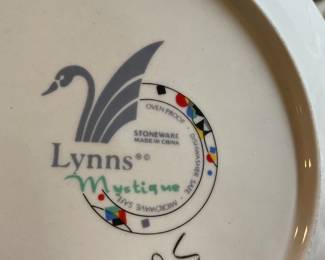 STONEWARE
MADE IN CHINA
Lynns
Mystique
OVEN PROOF · DISHWASHER SAFE · MICROWAVE SAFE